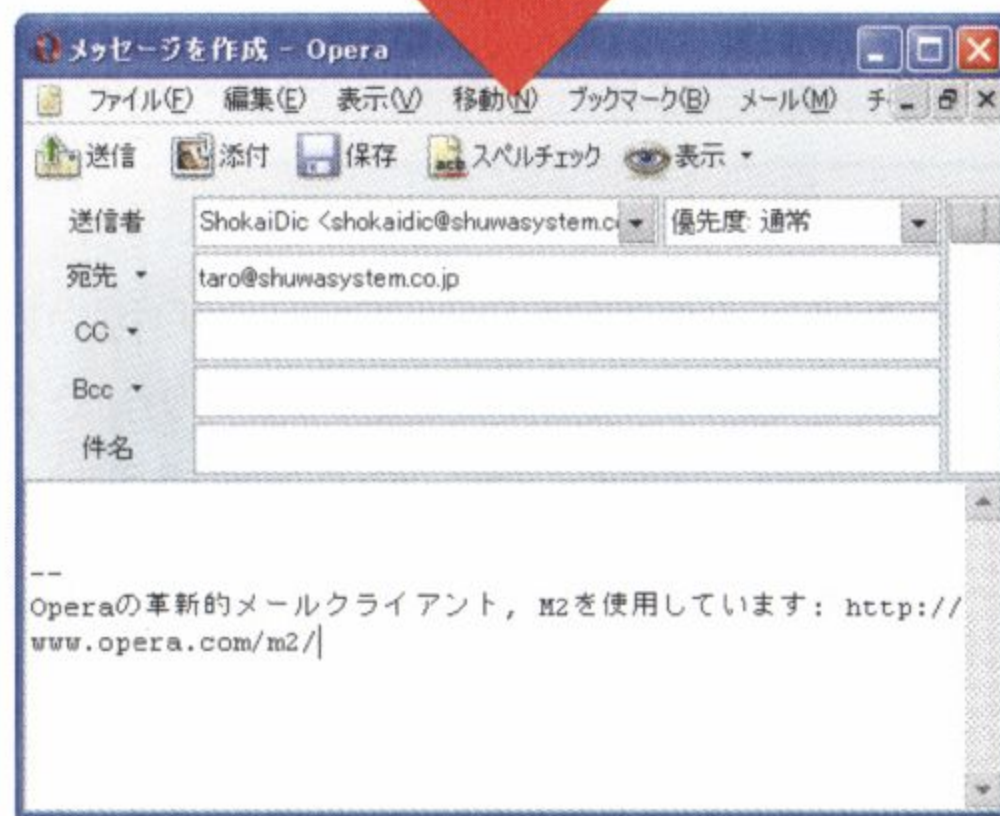 メッセージを作成 - Opera
ファイル(F) 編集(E) 表示(V) 移動(N) ブックマーク(B) メール(M) チ
送信 添付 保存 スペルチェック 表示
送信者 ShokaiDic <shokaidic@shuwasystem.c 優先度: 通常
宛先 taro@shuwasystem.co.jp
CC
Bcc
件名
--
Operaの革新的メールクライアント, M2を使用しています: http://
www.opera.com/m2/